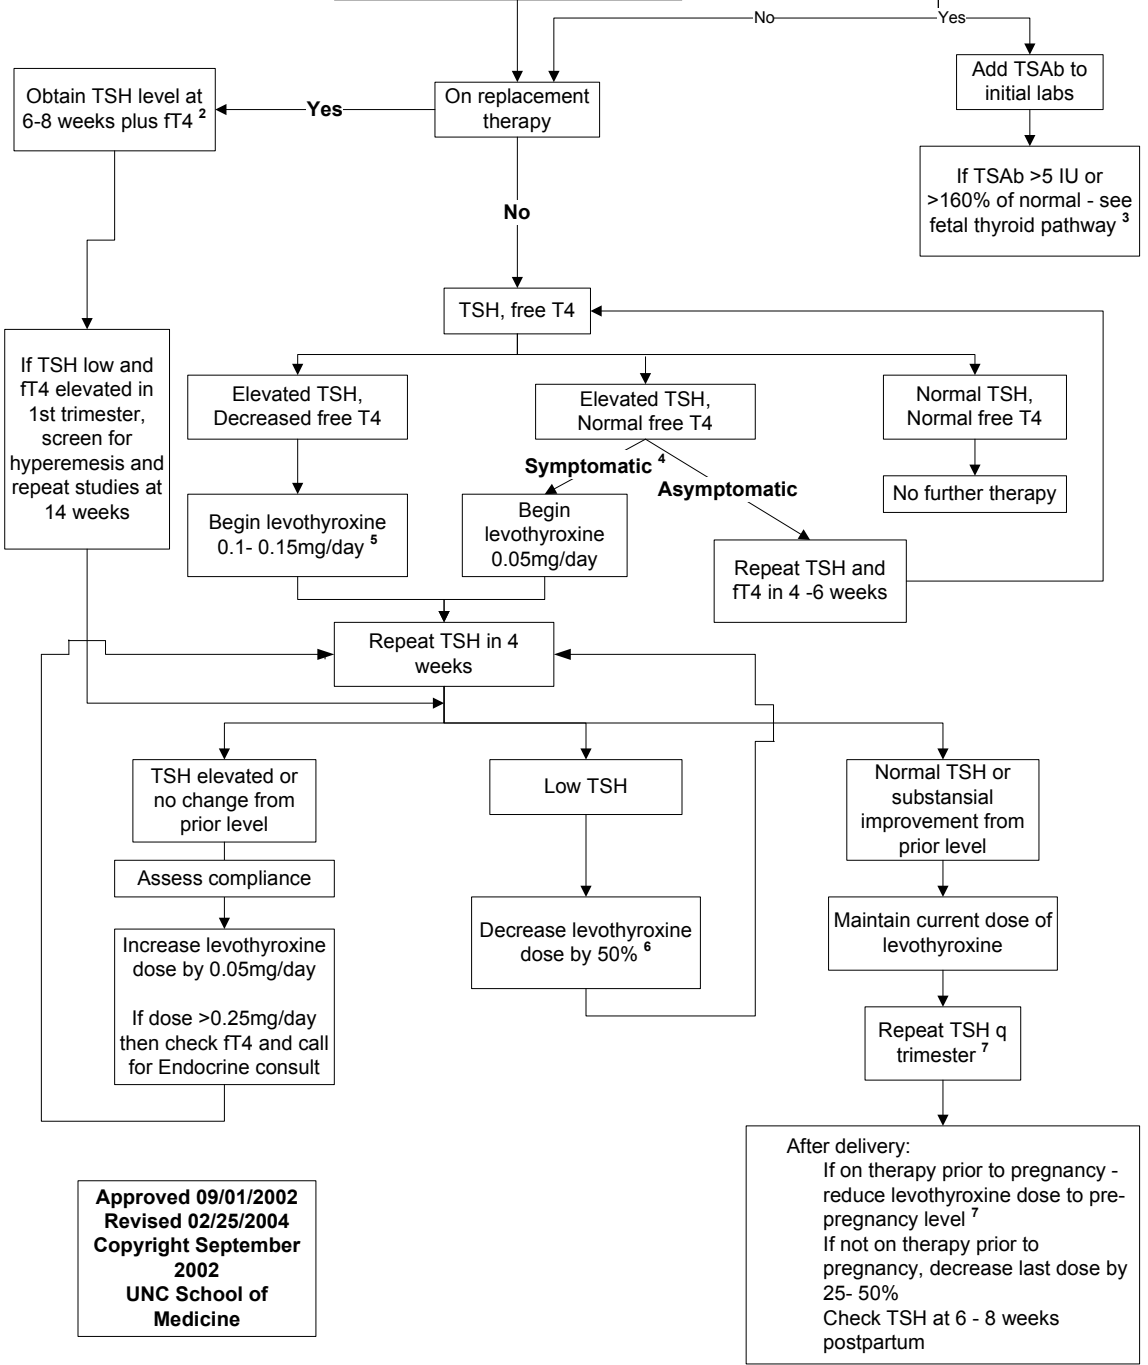 No
Yes
Add TSAb to
initial labs
Obtain TSH level at
6-8 weeks plus fT4 2
Yes
On replacement
therapy
If TSAb >5 IU or
>160% of normal - see
fetal thyroid pathway 3
No
TSH, free T4
If TSH low and
fT4 elevated in
1st trimester,
screen for
hyperemesis and
repeat studies at
14 weeks
Elevated TSH,
Decreased free T4
Elevated TSH,
Normal free T4
Normal TSH,
Normal free T4
Symptomatic 4
Asymptomatic
No further therapy
Begin levothyroxine
0.1- 0.15mg/day 5
Begin
levothyroxine
0.05mg/day
Repeat TSH and
fT4 in 4 -6 weeks
Repeat TSH in 4
weeks
TSH elevated or
no change from
prior level
Low TSH
Normal TSH or
substansial
improvement from
prior level
Assess compliance
Increase levothyroxine
dose by 0.05mg/day
If dose >0.25mg/day
then check fT4 and call
for Endocrine consult
Decrease levothyroxine
dose by 50% 6
Maintain current dose of
levothyroxine
Repeat TSH q
trimester 7
After delivery:
If on therapy prior to pregnancy -
reduce levothyroxine dose to pre-
pregnancy level 7
If not on therapy prior to
pregnancy, decrease last dose by
25- 50%
Check TSH at 6 - 8 weeks
postpartum
Approved 09/01/2002
Revised 02/25/2004
Copyright September
2002
UNC School of
Medicine